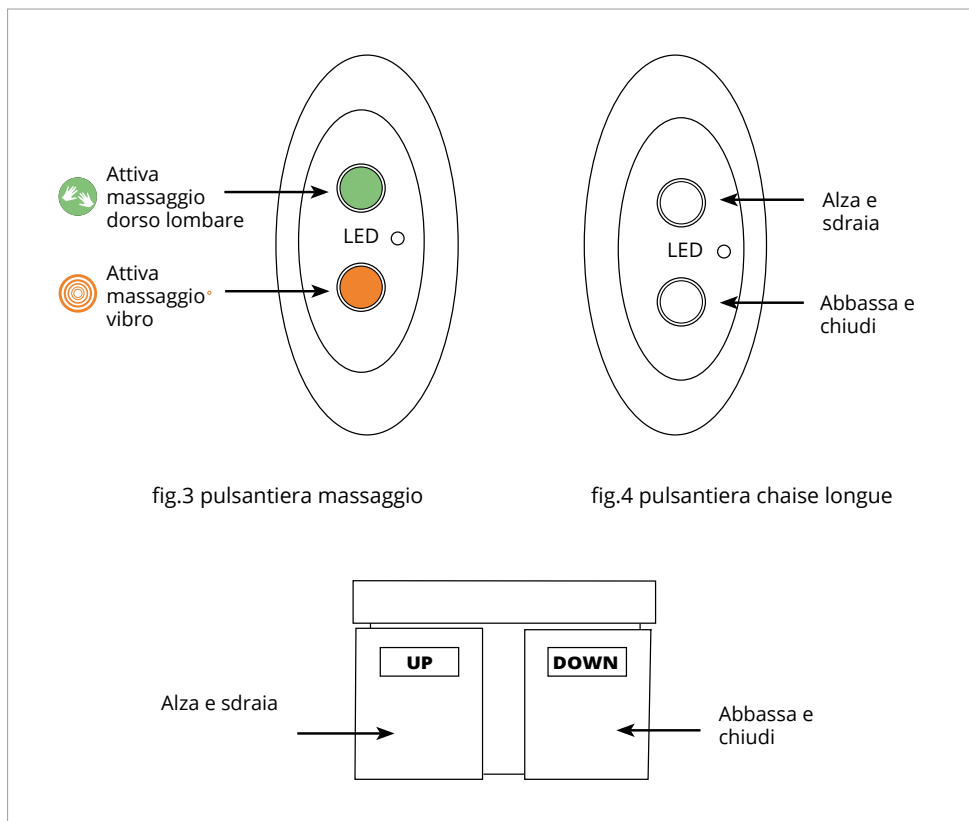 Attiva
massaggio
dorso lombare
LED
Attiva
massaggio
vibro
fig.3 pulsantiera massaggio
Alza e
sdraia
LED
Abbassa e
chiudi
fig.4 pulsantiera chaise longue
UP
DOWN
Alza e sdraia
Abbassa e
chiudi